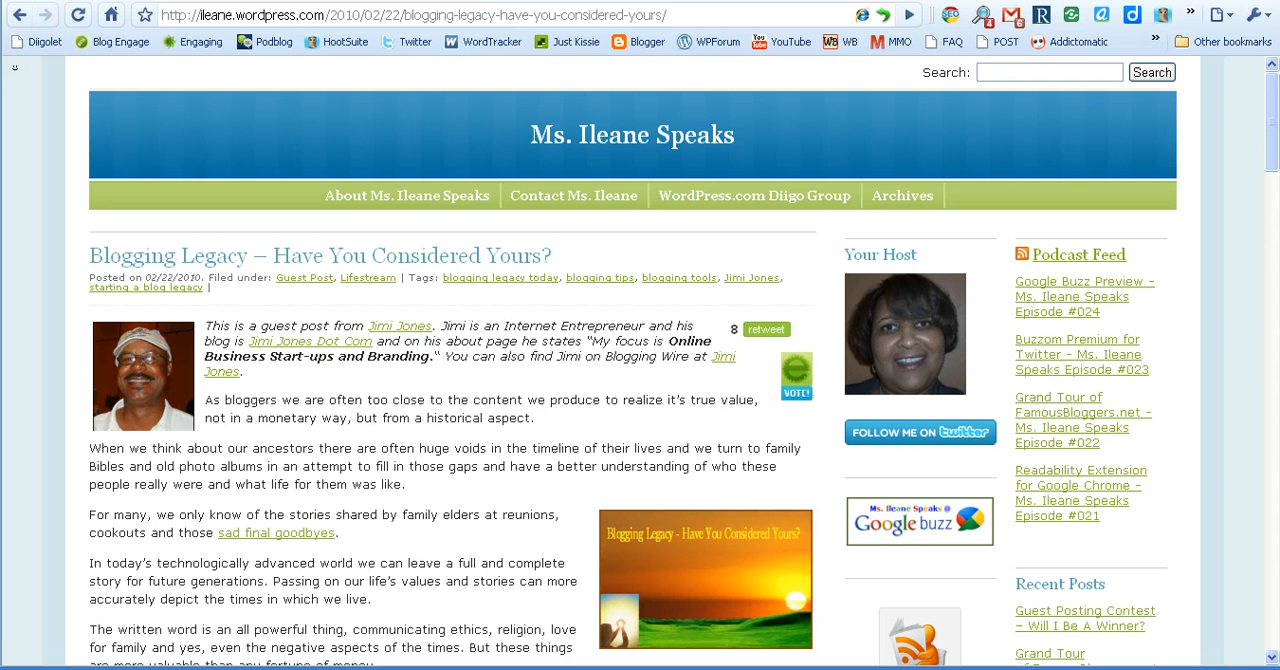 http://ileane.wordpress.com/2010/02/22/blogging-legacy-have-you-considered-yours/
Diigolet Blog Engage Engaging Podblog HootSuite Twitter WordTracker Just Kissie Blogger WPForum YouTube WB MMO FAQ POST Addictomatic » Other bookmarks
Search: Search
Ms. Ileane Speaks
About Ms. Ileane Speaks Contact Ms. Ileane WordPress.com Diigo Group Archives
Blogging Legacy – Have You Considered Yours?
Posted on 02/22/2010. Filed under: Guest Post, Lifestream | Tags: blogging legacy today, blogging tips, blogging tools, Jimi Jones,
starting a blog legacy |
This is a guest post from Jimi Jones. Jimi is an Internet Entrepreneur and his
blog is Jimi Jones Dot Com and on his about page he states “My focus is Online
Business Start-ups and Branding.“ You can also find Jimi on Blogging Wire at Jimi
Jones.
8 retweet
VOTE!
As bloggers we are often too close to the content we produce to realize it’s true value,
not in a monetary way, but from a historical aspect.
When we think about our ancestors there are often huge voids in the timeline of their lives and we turn to family
Bibles and old photo albums in an attempt to fill in those gaps and have a better understanding of who these
people really were and what life for them was like.
For many, we only know of the stories shared by family elders at reunions,
cookouts and those sad final goodbyes.
Blogging Legacy - Have You Considered Yours?
In today’s technologically advanced world we can leave a full and complete
story for future generations. Passing on our life’s values and stories can more
accurately depict the times in which we live.
The written word is an all powerful thing, communicating ethics, religion, love
for family and yes, even the negative aspects of the times. But these things
are more valuable than any fortune of money.
Your Host
FOLLOW ME ON twitter
Ms. Ileane Speaks @
Google buzz
Podcast Feed
Google Buzz Preview –
Ms. Ileane Speaks
Episode #024
Buzzom Premium for
Twitter – Ms. Ileane
Speaks Episode #023
Grand Tour of
FamousBloggers.net –
Ms. Ileane Speaks
Episode #022
Readability Extension
for Google Chrome –
Ms. Ileane Speaks
Episode #021
Recent Posts
Guest Posting Contest
– Will I Be A Winner?
Grand Tour